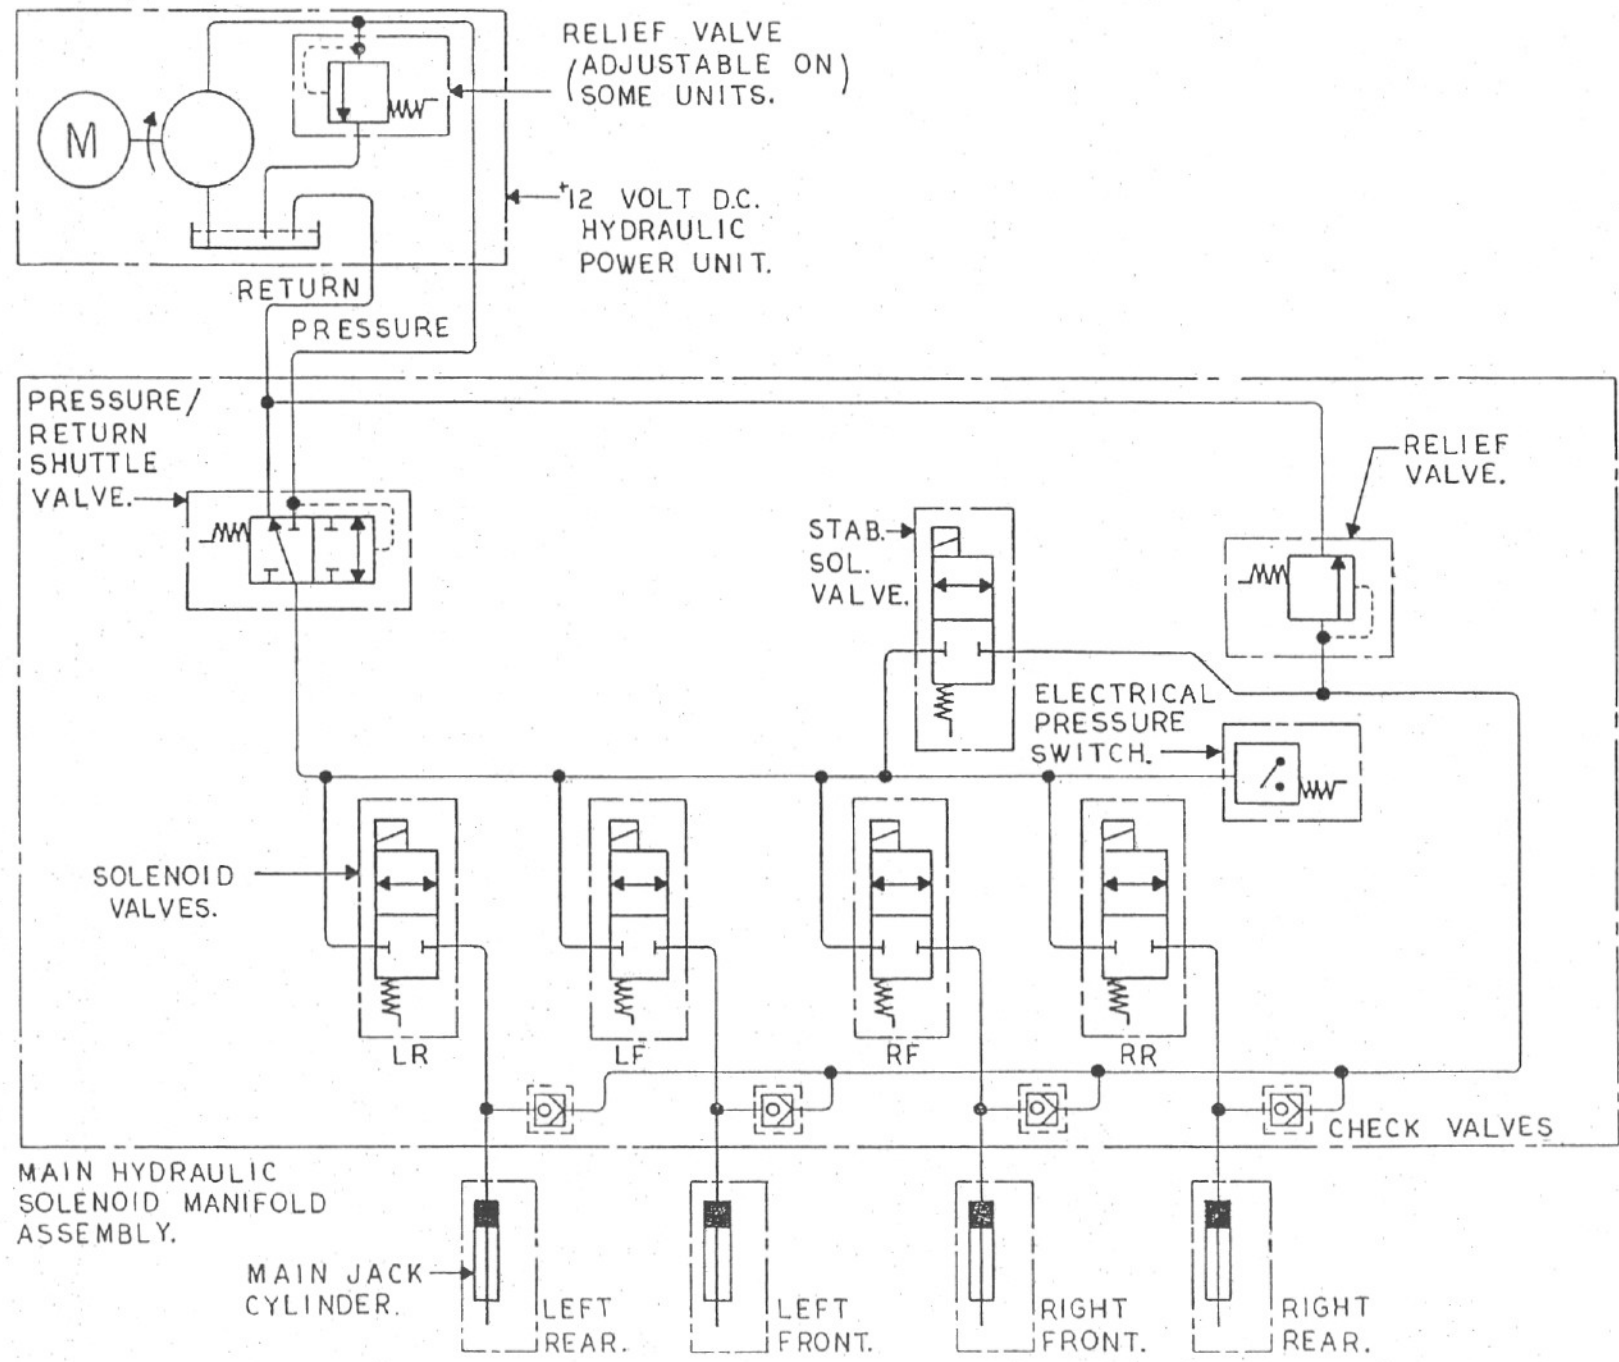 RELIEF VALVE
(ADJUSTABLE ON)
SOME UNITS.
M
+12 VOLT D.C.
HYDRAULIC
POWER UNIT.
RETURN
PRESSURE
PRESSURE/
RETURN
SHUTTLE
VALVE.
RELIEF
VALVE.
STAB.
SOL.
VALVE.
ELECTRICAL
PRESSURE
SWITCH.
SOLENOID
VALVES.
LR
LF
RF
RR
CHECK VALVES
MAIN HYDRAULIC
SOLENOID MANIFOLD
ASSEMBLY.
MAIN JACK
CYLINDER.
LEFT
REAR.
LEFT
FRONT.
RIGHT
FRONT.
RIGHT
REAR.